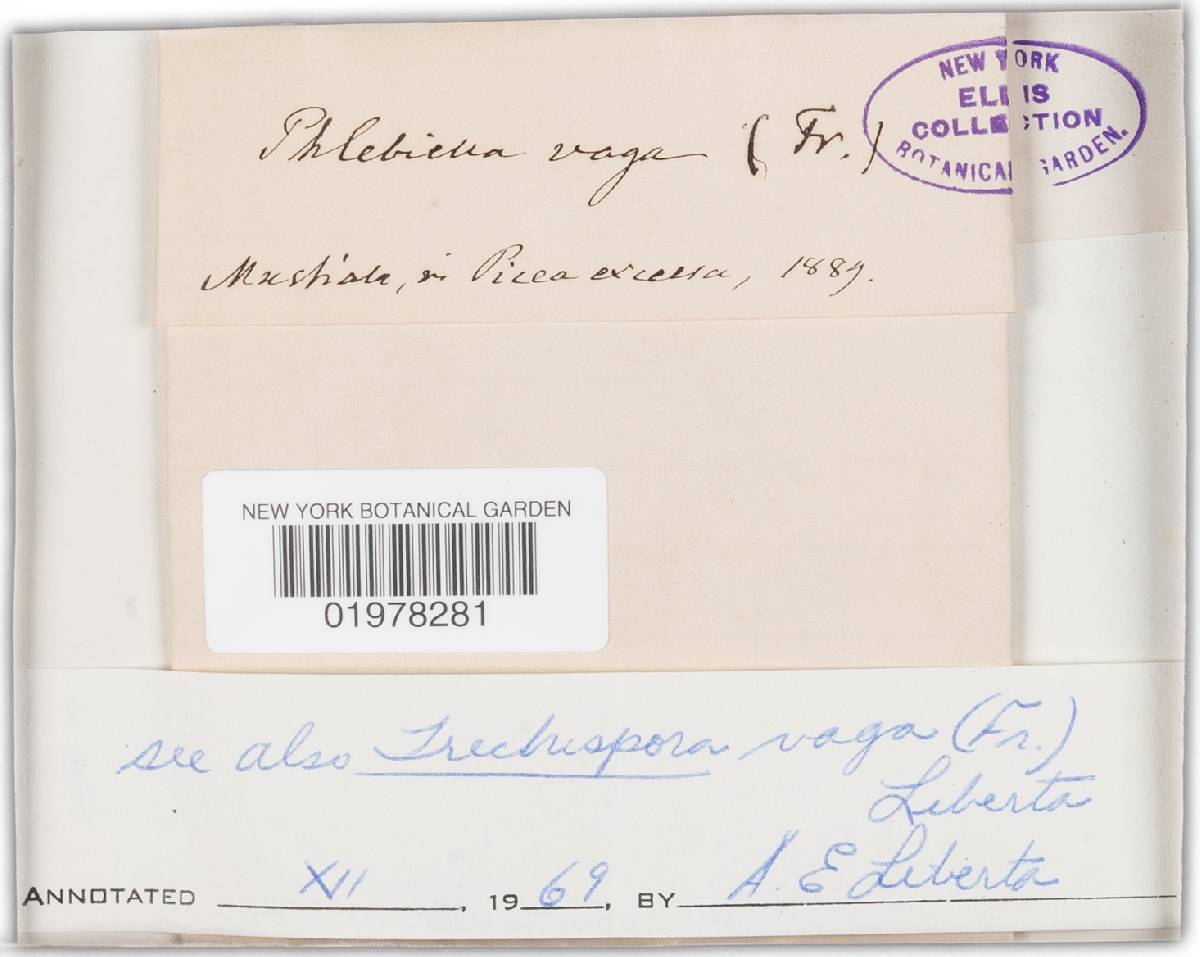 Phlebiella vaga (Fr.)
NEW YORK
ELLIS
COLLECTION
BOTANICAL GARDEN.
Mustiala, in Picea excelsa, 1889.
NEW YORK BOTANICAL GARDEN
01978281
see also Trechispora vaga (Fr.)
Liberta
ANNOTATED XII, 1969, BY A. E Liberta